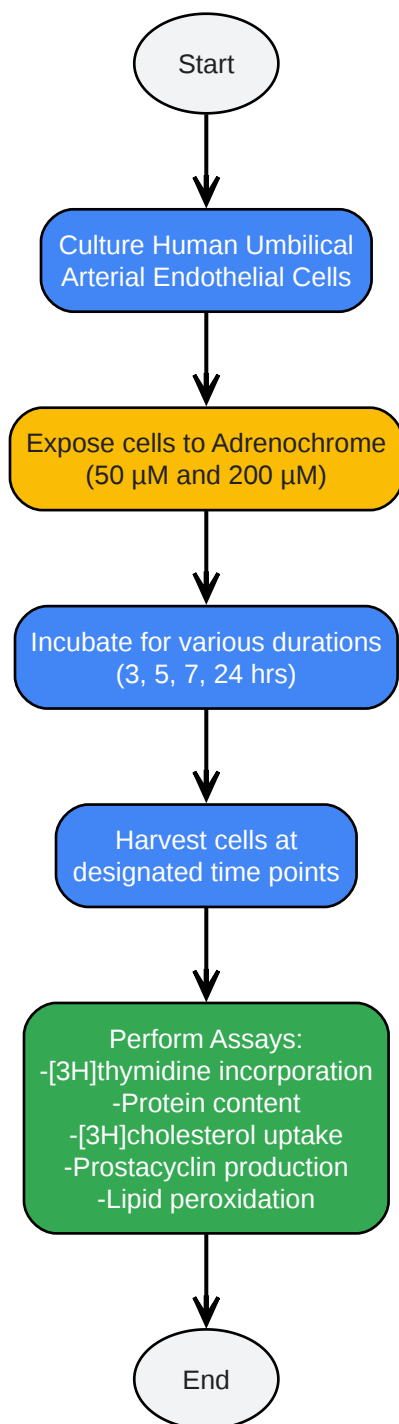 Start
Culture Human Umbilical
Arterial Endothelial Cells
Expose cells to Adrenochrome
(50 µM and 200 µM)
Incubate for various durations
(3, 5, 7, 24 hrs)
Harvest cells at
designated time points
Perform Assays:
-[3H]thymidine incorporation
-Protein content
-[3H]cholesterol uptake
-Prostacyclin production
-Lipid peroxidation
End